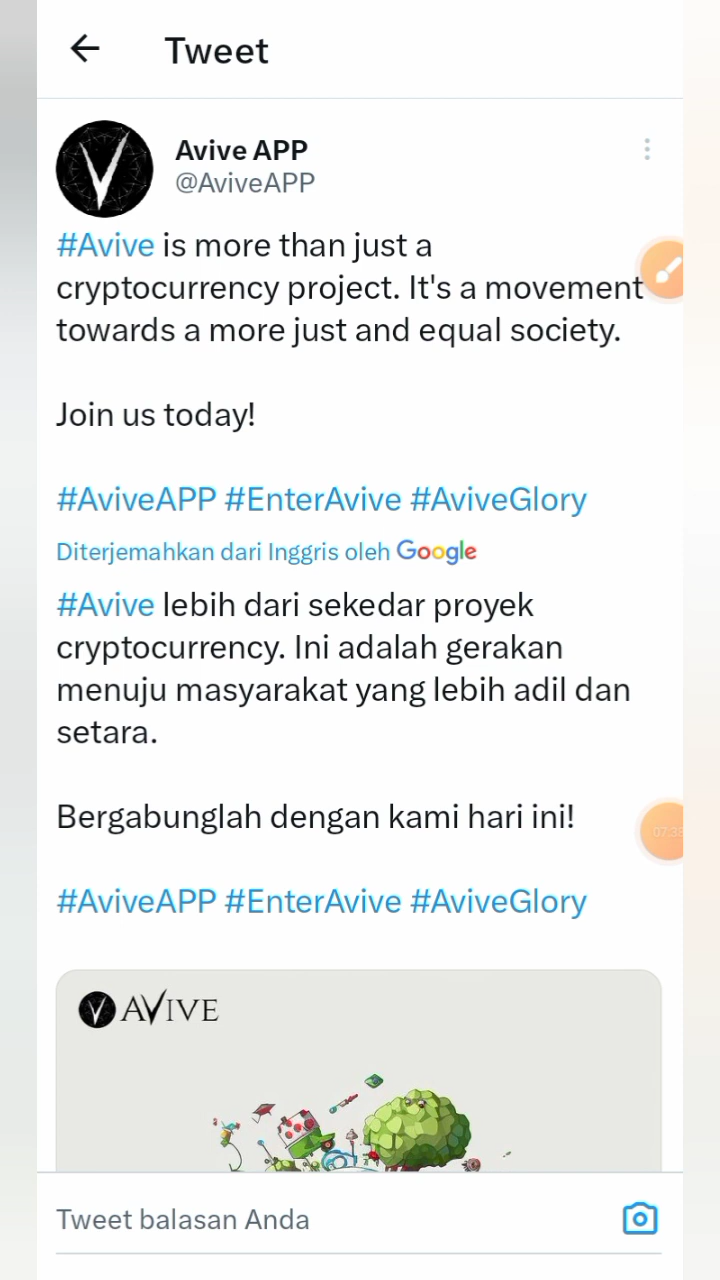 Tweet
Avive APP
@AviveAPP
#Avive is more than just a
cryptocurrency project. It's a movement
towards a more just and equal society.
Join us today!
#AviveAPP #EnterAvive #AviveGlory
Diterjemahkan dari Inggris oleh Google
#Avive lebih dari sekedar proyek
cryptocurrency. Ini adalah gerakan
menuju masyarakat yang lebih adil dan
setara.
Bergabunglah dengan kami hari ini!
#AviveAPP #EnterAvive #AviveGlory
AVIVE
Tweet balasan Anda